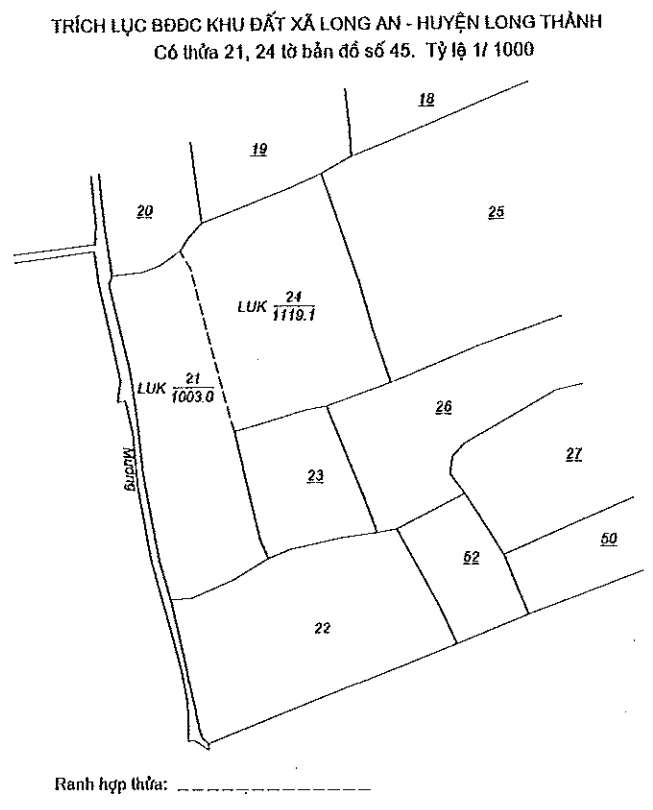 TRÍCH LỤC BĐĐC KHU ĐẤT XÃ LONG AN - HUYỆN LONG THÀNH
Có thửa 21, 24 tờ bản đồ số 45. Tỷ lệ 1/ 1000
18
19
20
25
LUK 24
1119.1
LUK 21
1003.0
26
27
Mương
23
52
50
22
Ranh hợp thửa: